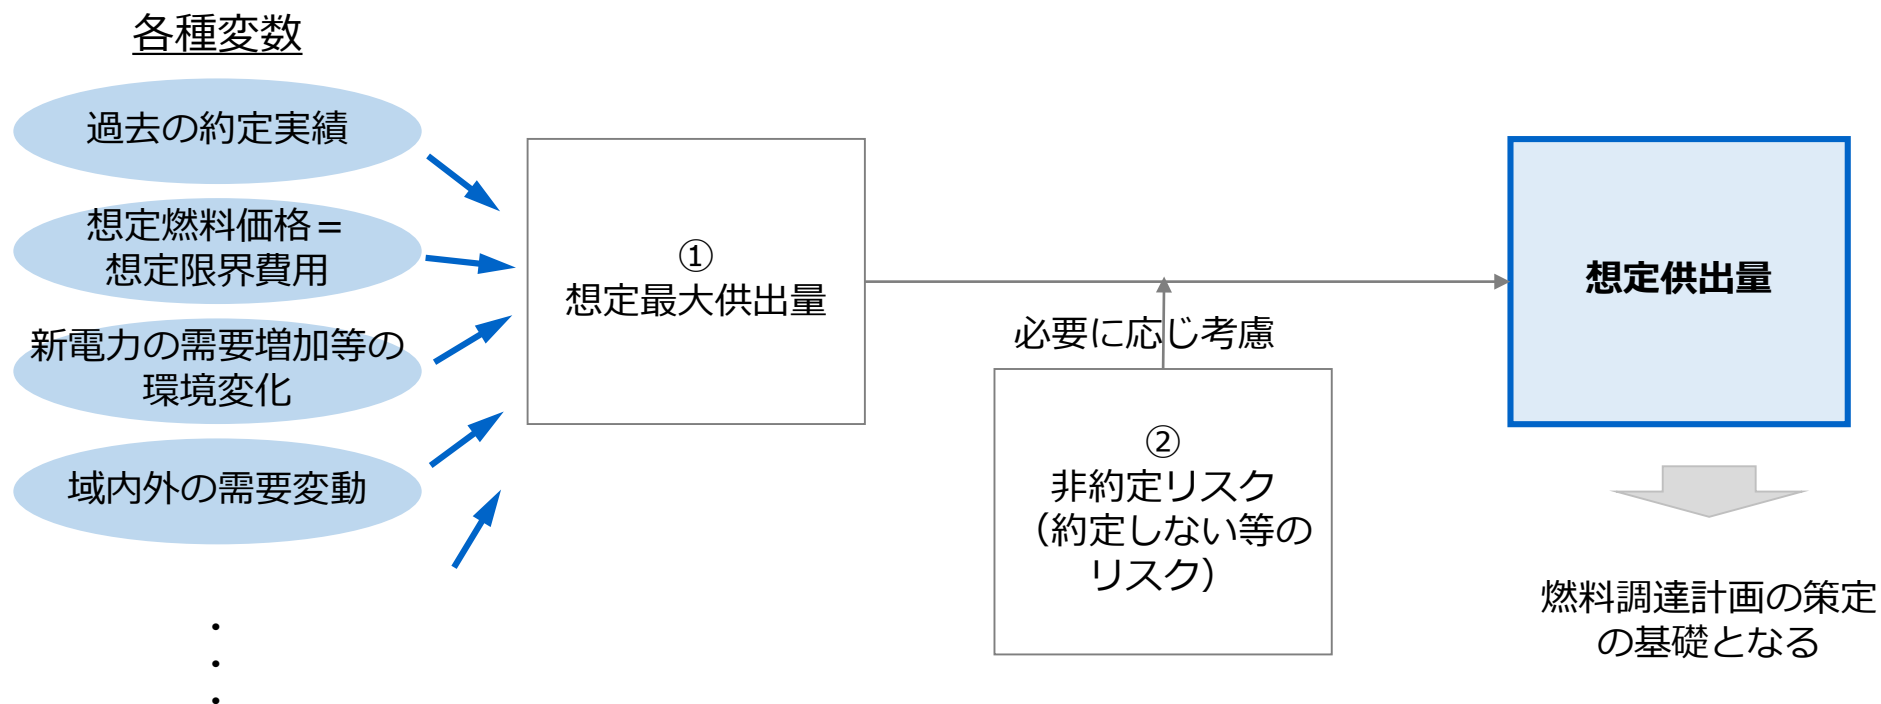 各種変数
過去の約定実績
想定燃料価格＝
想定限界費用
新電力の需要増加等の
環境変化
域内外の需要変動
・
・
・
①
想定最大供出量
必要に応じ考慮
②
非約定リスク
（約定しない等の
リスク）
想定供出量
燃料調達計画の策定
の基礎となる